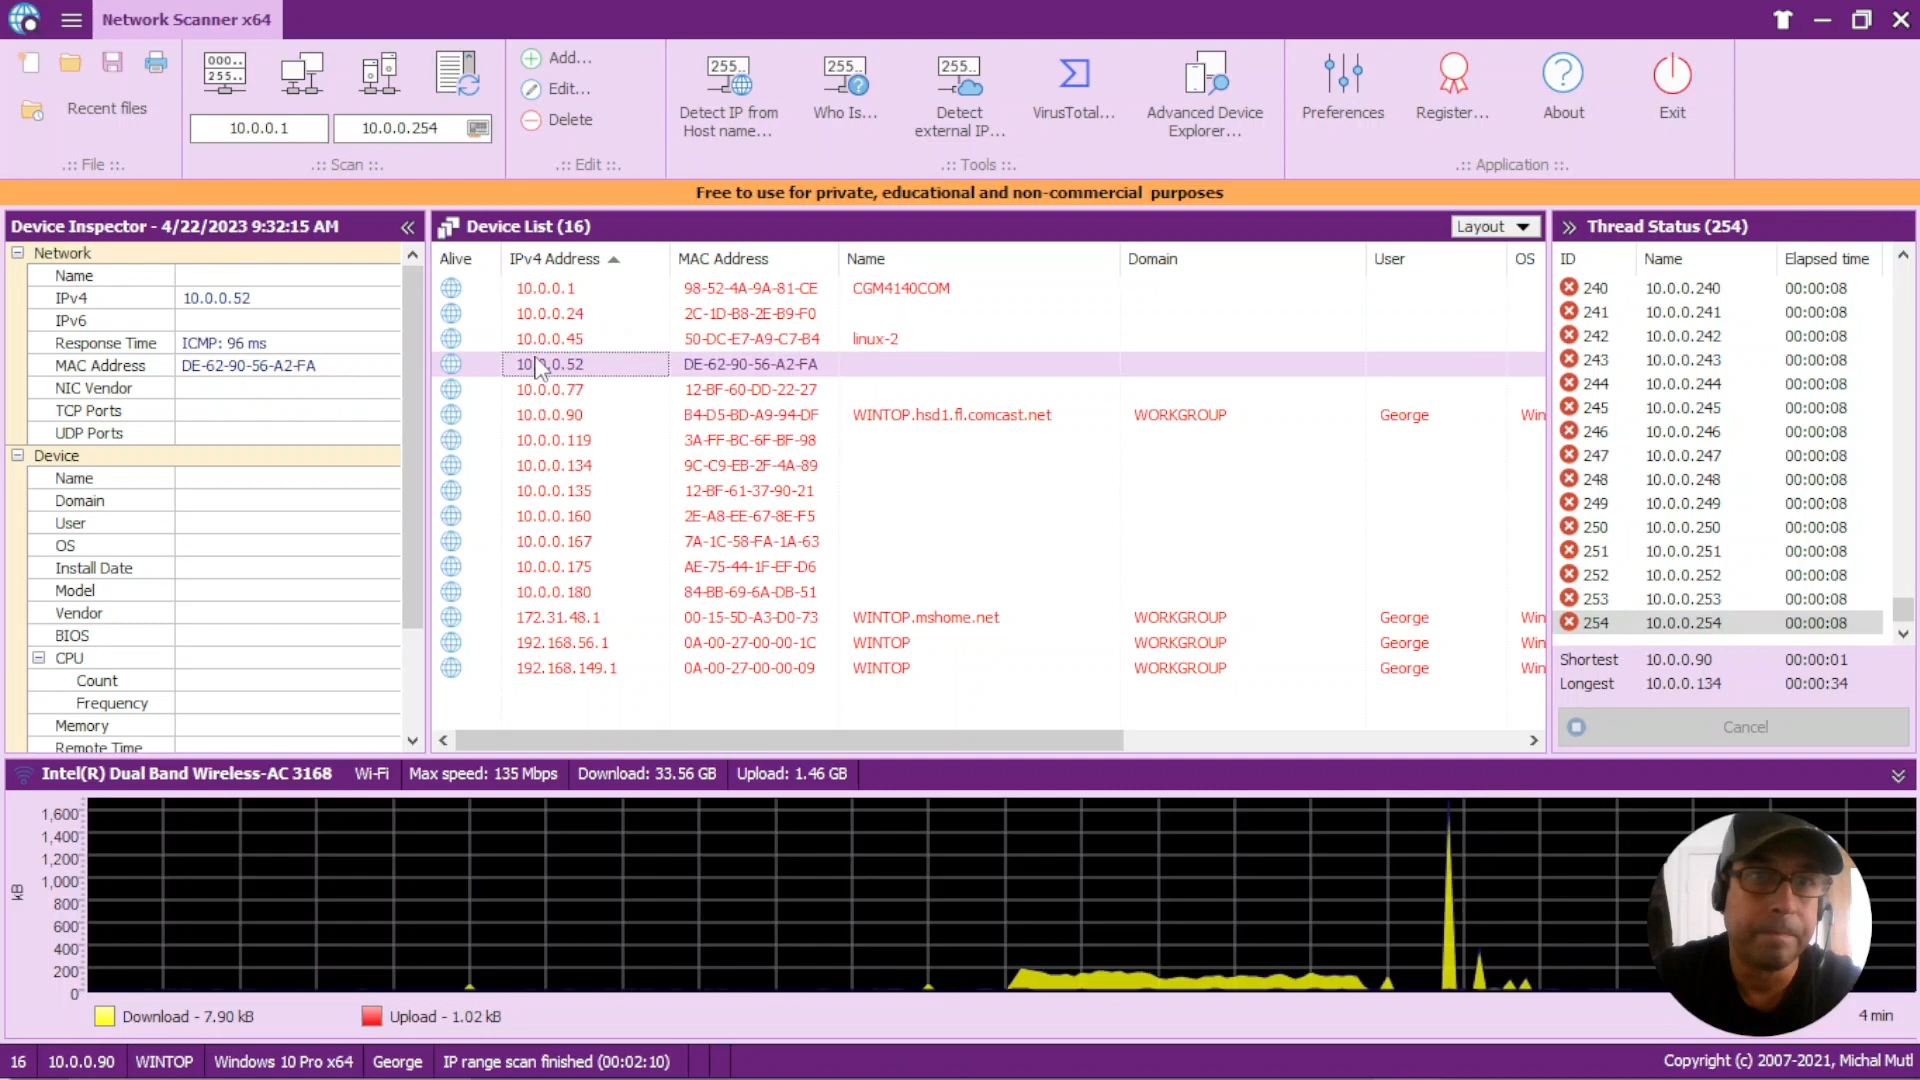 Network Scanner x64
Recent files
.:: File ::.
000..
255..
10.0.0.1
10.0.0.254
.:: Scan ::.
Add...
Edit...
Delete
.:: Edit ::.
255..
Detect IP from
Host name...
255..
Who Is...
255..
Detect
external IP...
VirusTotal...
Advanced Device
Explorer...
.:: Tools ::.
Preferences
Register...
About
Exit
.:: Application ::.
Free to use for private, educational and non-commercial purposes
Device Inspector - 4/22/2023 9:32:15 AM
Network
Name
IPv4 10.0.0.52
IPv6
Response Time ICMP: 96 ms
MAC Address DE-62-90-56-A2-FA
NIC Vendor
TCP Ports
UDP Ports
Device
Name
Domain
User
OS
Install Date
Model
Vendor
BIOS
CPU
Count
Frequency
Memory
Remote Time
Device List (16)
Layout
Alive IPv4 Address MAC Address Name Domain User OS
10.0.0.1 98-52-4A-9A-81-CE CGM4140COM
10.0.0.24 2C-1D-B8-2E-B9-F0
10.0.0.45 50-DC-E7-A9-C7-B4 linux-2
10.0.0.52 DE-62-90-56-A2-FA
10.0.0.77 12-BF-60-DD-22-27
10.0.0.90 B4-D5-BD-A9-94-DF WINTOP.hsd1.fl.comcast.net WORKGROUP George Win
10.0.0.119 3A-FF-BC-6F-BF-98
10.0.0.134 9C-C9-EB-2F-4A-89
10.0.0.135 12-BF-61-37-90-21
10.0.0.160 2E-A8-EE-67-8E-F5
10.0.0.167 7A-1C-58-FA-1A-63
10.0.0.175 AE-75-44-1F-EF-D6
10.0.0.180 84-BB-69-6A-DB-51
172.31.48.1 00-15-5D-A3-D0-73 WINTOP.mshome.net WORKGROUP George Win
192.168.56.1 0A-00-27-00-00-1C WINTOP WORKGROUP George Win
192.168.149.1 0A-00-27-00-00-09 WINTOP WORKGROUP George Win
Thread Status (254)
ID Name Elapsed time
240 10.0.0.240 00:00:08
241 10.0.0.241 00:00:08
242 10.0.0.242 00:00:08
243 10.0.0.243 00:00:08
244 10.0.0.244 00:00:08
245 10.0.0.245 00:00:08
246 10.0.0.246 00:00:08
247 10.0.0.247 00:00:08
248 10.0.0.248 00:00:08
249 10.0.0.249 00:00:08
250 10.0.0.250 00:00:08
251 10.0.0.251 00:00:08
252 10.0.0.252 00:00:08
253 10.0.0.253 00:00:08
254 10.0.0.254 00:00:08
Shortest 10.0.0.90 00:00:01
Longest 10.0.0.134 00:00:34
Cancel
Intel(R) Dual Band Wireless-AC 3168 Wi-Fi Max speed: 135 Mbps Download: 33.56 GB Upload: 1.46 GB
kB
1,600
1,400
1,200
1,000
800
600
400
200
0
Download - 7.90 kB
Upload - 1.02 kB
4 min
16 10.0.0.90 WINTOP Windows 10 Pro x64 George IP range scan finished (00:02:10)
Copyright (c) 2007-2021, Michal Mutl